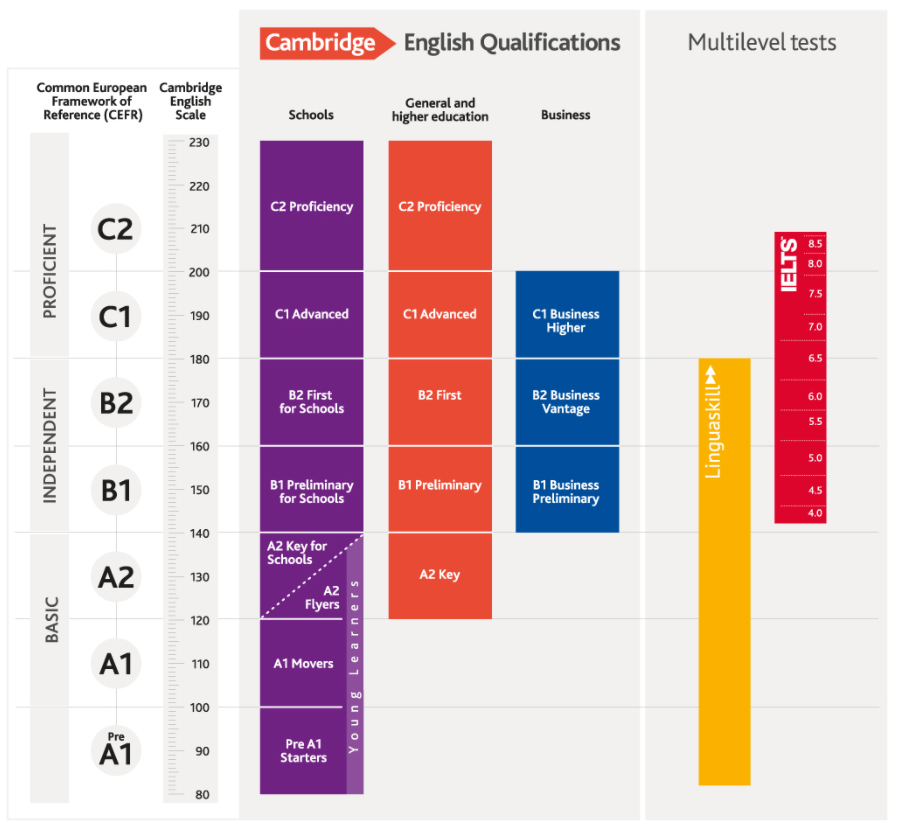 Cambridge English Qualifications
Multilevel tests
Common European
Framework of
Reference (CEFR)
Cambridge
English
Scale
Schools
General and
higher education
Business
PROFICIENT
C2
C1
INDEPENDENT
B2
B1
BASIC
A2
A1
Pre
A1
230
220
210
200
190
180
170
160
150
140
130
120
110
100
90
80
C2 Proficiency
C1 Advanced
B2 First
for Schools
B1 Preliminary
for Schools
A2 Key for
Schools
A2
Flyers
A1 Movers
Pre A1
Starters
Young Learners
C2 Proficiency
C1 Advanced
B2 First
B1 Preliminary
A2 Key
C1 Business
Higher
B2 Business
Vantage
B1 Business
Preliminary
Linguaskill
IELTS™
8.5
8.0
7.5
7.0
6.5
6.0
5.5
5.0
4.5
4.0